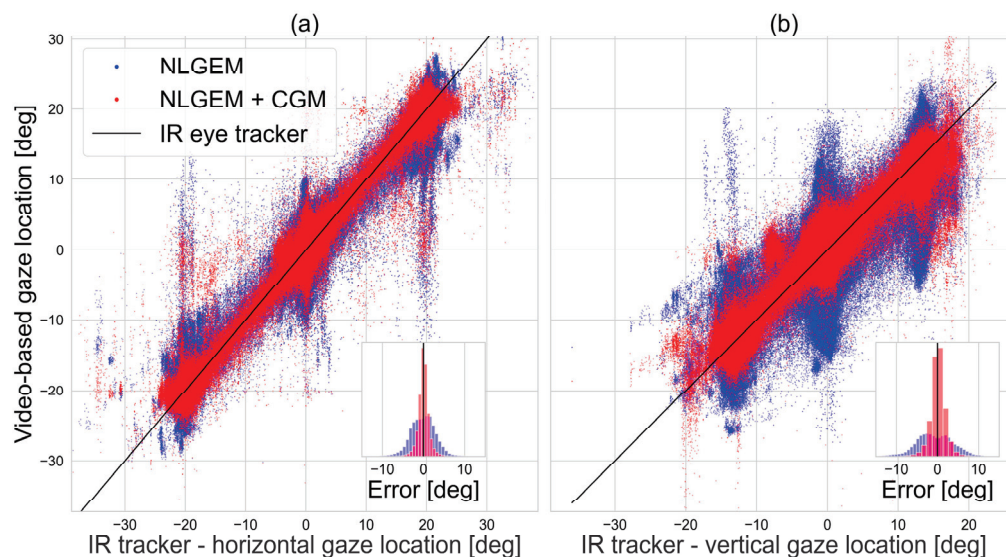 (a) (b)
NLGEM
NLGEM + CGM
IR eye tracker
Video-based gaze location [deg]
30
20
10
0
−10
−20
−30
−10 0 10
Error [deg]
−10 0 10
Error [deg]
−30 −20 −10 0 10 20 30
−30 −20 −10 0 10 20
IR tracker - horizontal gaze location [deg]
IR tracker - vertical gaze location [deg]